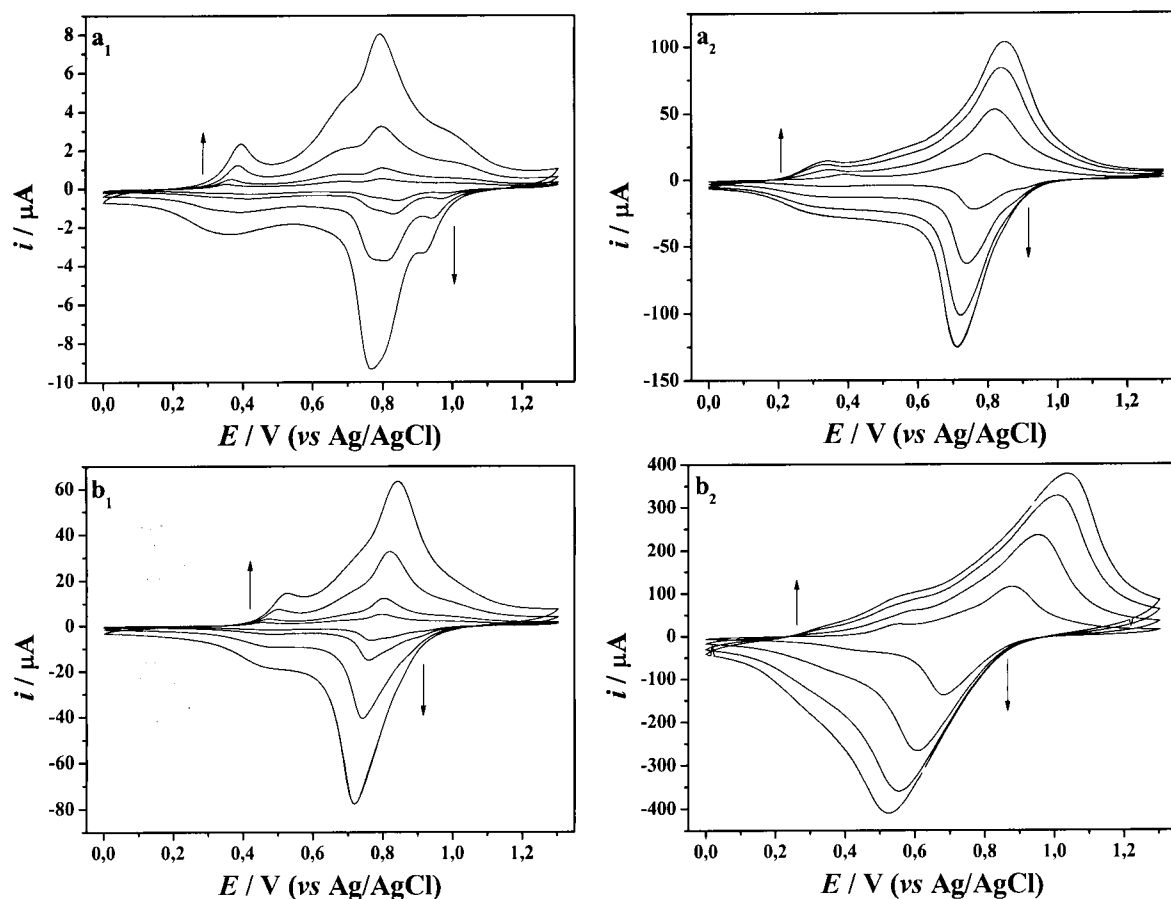 a1
8
6
4
2
0
-2
-4
-6
-8
-10
i / μA
0,0 0,2 0,4 0,6 0,8 1,0 1,2
E / V (vs Ag/AgCl)
a2
100
50
0
-50
-100
-150
i / μA
0,0 0,2 0,4 0,6 0,8 1,0 1,2
E / V (vs Ag/AgCl)
b1
60
40
20
0
-20
-40
-60
-80
i / μA
0,0 0,2 0,4 0,6 0,8 1,0 1,2
E / V (vs Ag/AgCl)
b2
400
300
200
100
0
-100
-200
-300
-400
i / μA
0,0 0,2 0,4 0,6 0,8 1,0 1,2
E / V (vs Ag/AgCl)